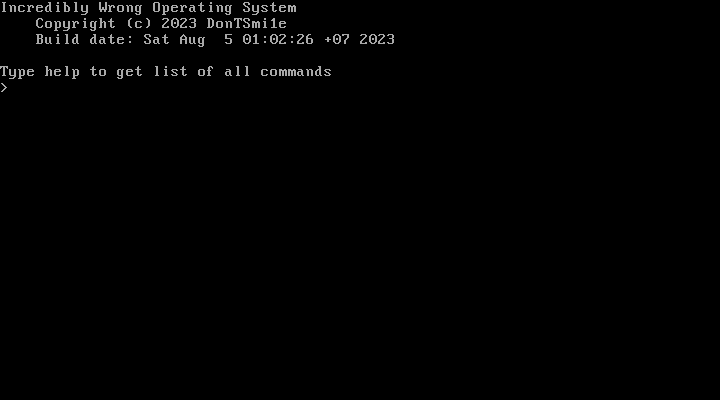 Incredibly Wrong Operating System
Copyright (c) 2023 DonTSmi1e
Build date: Sat Aug  5 01:02:26 +07 2023
Type help to get list of all commands
>